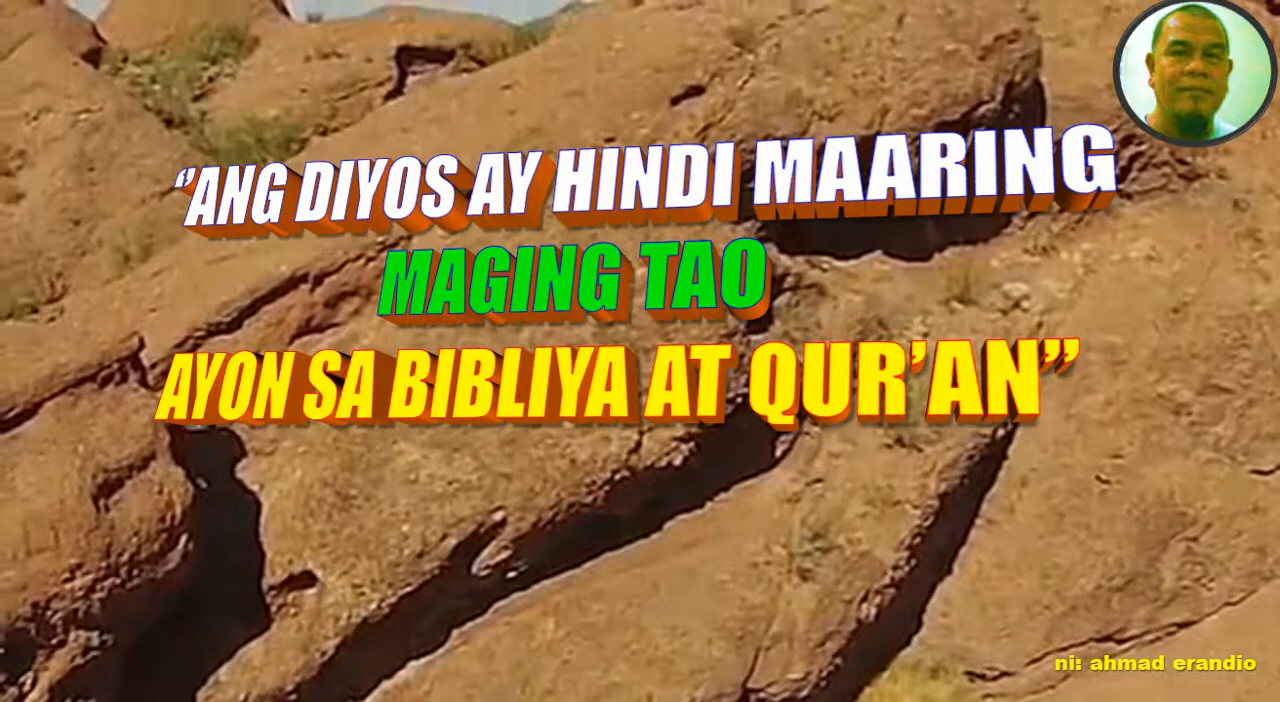 ‘’ANG DIYOS AY HINDI MAARING
MAGING TAO
AYON SA BIBLIYA AT QUR’AN”
ni: ahmad erandio